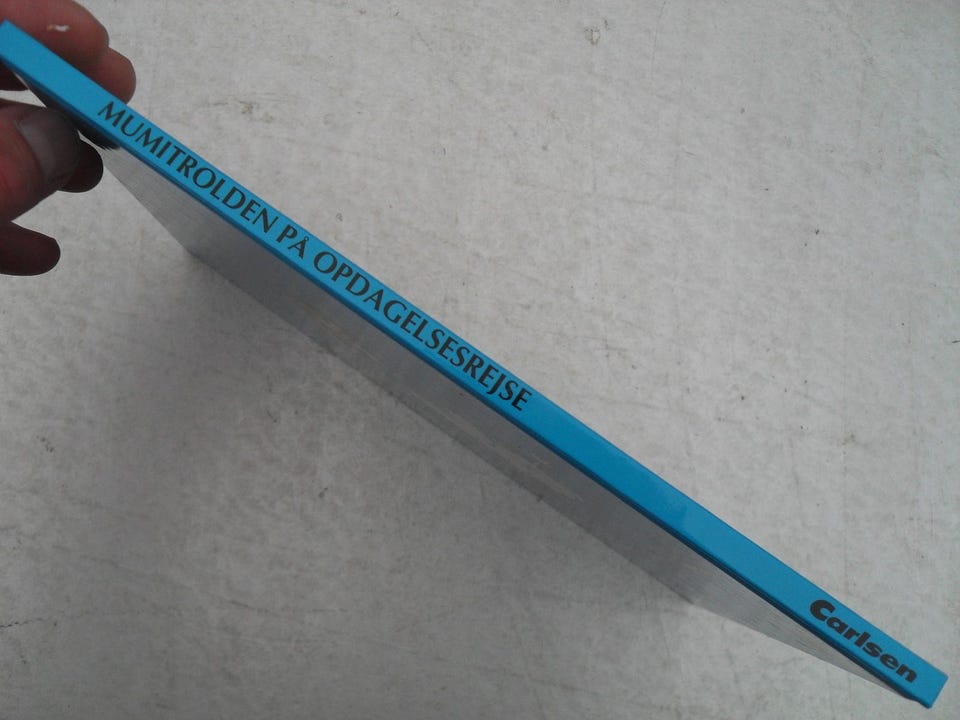 MUMITROLDEN PÅ OPDAGELSESREJSE
Carlsen